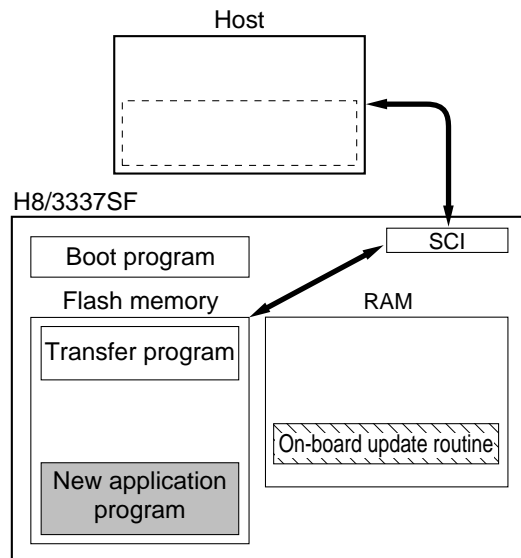 Host
H8/3337SF
SCI
Boot program
Flash memory
RAM
Transfer program
On-board update routine
New application
program